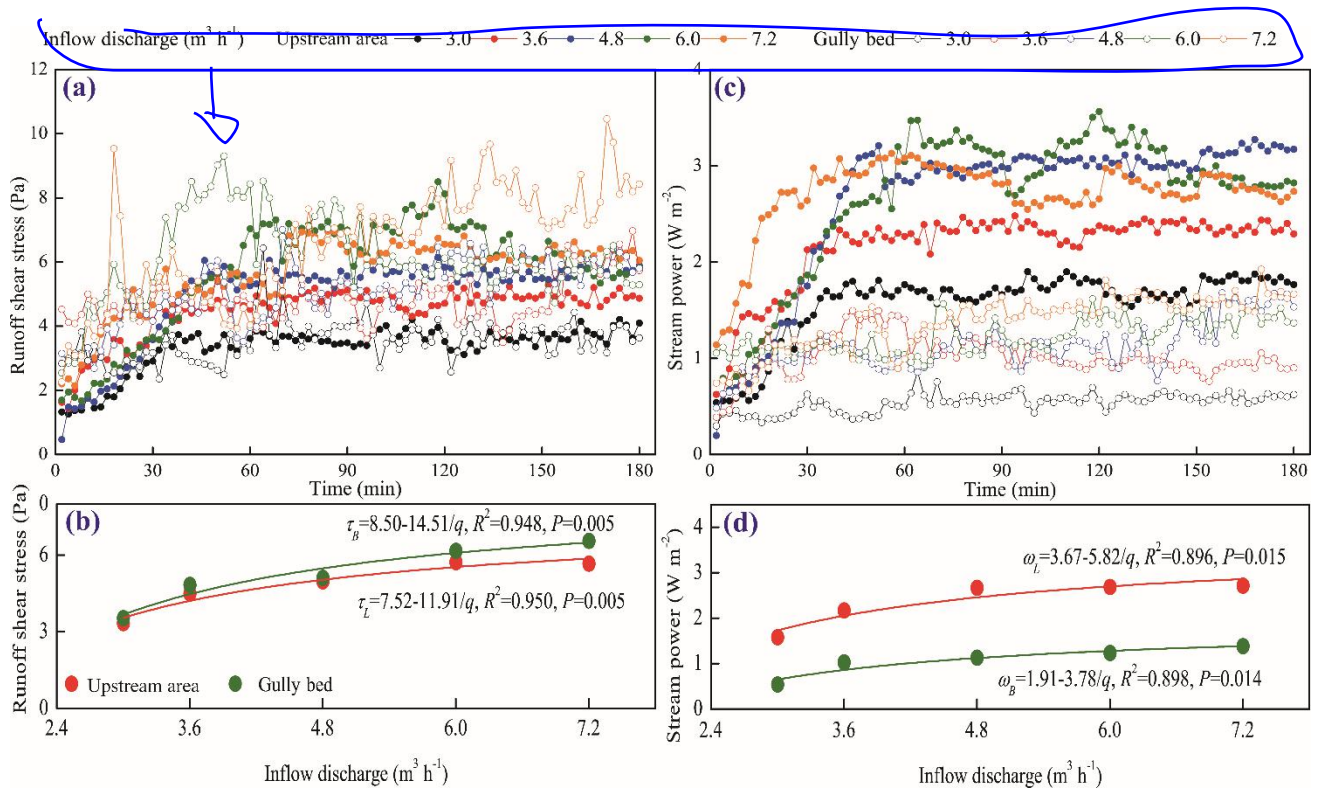 Inflow discharge (m³ h⁻¹) Upstream area 3.0 3.6 4.8 6.0 7.2 Gully bed 3.0 3.6 4.8 6.0 7.2
(a)
Runoff shear stress (Pa)
12
10
8
6
4
2
0
0 30 60 90 120 150 180
Time (min)
(c)
Stream power (W m⁻²)
4
3
2
1
0
0 30 60 90 120 150 180
Time (min)
(b)
Runoff shear stress (Pa)
0
6
3
0
τ_B=8.50-14.51/q, R²=0.948, P=0.005
τ_L=7.52-11.91/q, R²=0.950, P=0.005
Upstream area Gully bed
2.4 3.6 4.8 6.0 7.2
Inflow discharge (m³ h⁻¹)
(d)
Stream power (W m⁻²)
4
3
2
1
0
ω_L=3.67-5.82/q, R²=0.896, P=0.015
ω_B=1.91-3.78/q, R²=0.898, P=0.014
2.4 3.6 4.8 6.0 7.2
Inflow discharge (m³ h⁻¹)